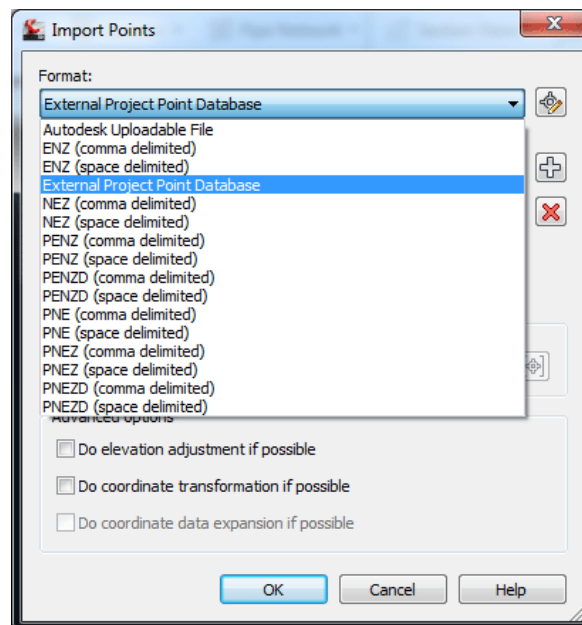 Import Points
Format:
External Project Point Database
Autodesk Uploadable File
ENZ (comma delimited)
ENZ (space delimited)
External Project Point Database
NEZ (comma delimited)
NEZ (space delimited)
PENZ (comma delimited)
PENZ (space delimited)
PENZD (comma delimited)
PENZD (space delimited)
PNE (comma delimited)
PNE (space delimited)
PNEZ (comma delimited)
PNEZ (space delimited)
PNEZD (comma delimited)
PNEZD (space delimited)
Advanced options
Do elevation adjustment if possible
Do coordinate transformation if possible
Do coordinate data expansion if possible
OK Cancel Help